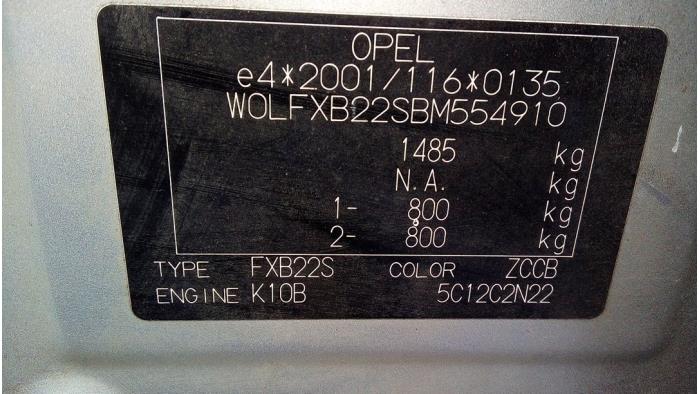 OPEL
e4*2001/116*0135
WOLFXB22SBM554910
1485 kg
N.A. kg
1- 800 kg
2- 800 kg
TYPE FXB22S COLOR ZCCB
ENGINE K10B 5C12C2N22